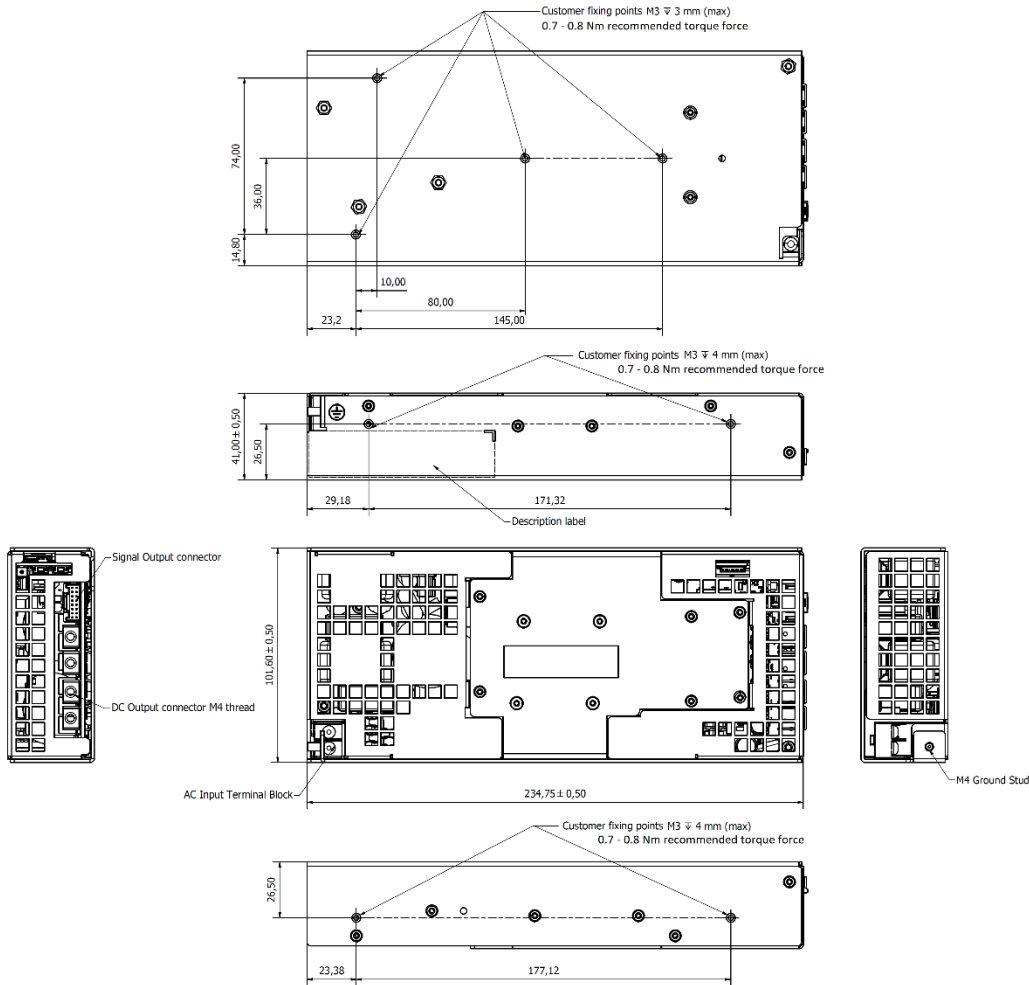 Customer fixing points M3 ↧ 3 mm (max)
0.7 - 0.8 Nm recommended torque force
74,00
36,00
14,80
10,00
80,00
23,2
145,00
Customer fixing points M3 ↧ 4 mm (max)
0.7 - 0.8 Nm recommended torque force
41,00 ± 0,50
26,50
29,18
171,32
Description label
Signal Output connector
DC Output connector M4 thread
101,60 ± 0,50
AC Input Terminal Block
234,75 ± 0,50
M4 Ground Stud
Customer fixing points M3 ↧ 4 mm (max)
0.7 - 0.8 Nm recommended torque force
26,50
23,38
177,12